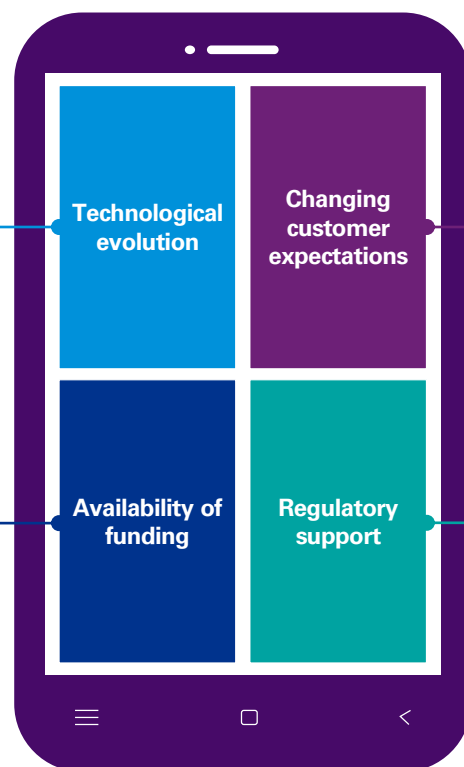 Technological
evolution
Changing
customer
expectations
Availability of
funding
Regulatory
support